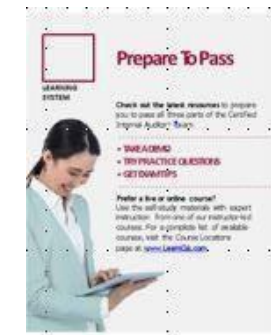 Prepare To Pass
LEARNING
SYSTEM
Check out the latest resources to prepare
you to pass all three parts of the Certified
Internal Auditor® Exam.
• TAKE A DEMO
• TRY PRACTICE QUESTIONS
• GET EXAM TIPS
Prefer a live or online course?
Use the self-study materials with expert
instruction from one of our instructor-led
courses. For a complete list of available
courses, visit the Course Locations
page at www.LearnCIA.com.